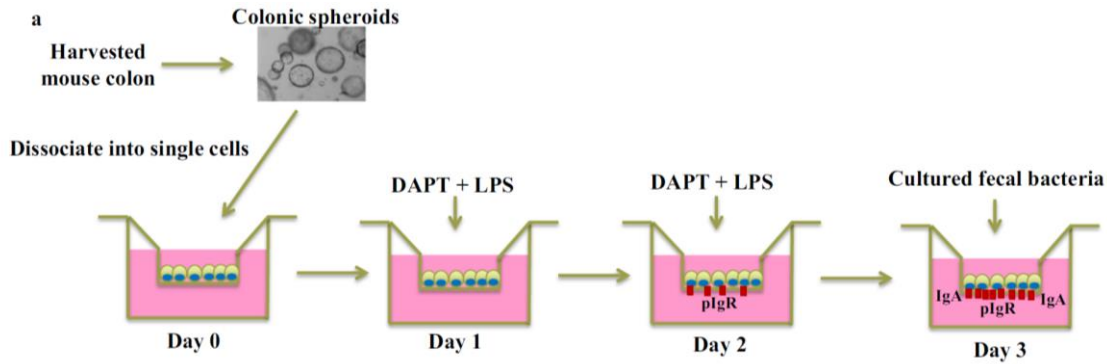 a
Colonic spheroids
Harvested
mouse colon
Dissociate into single cells
DAPT + LPS
DAPT + LPS
Cultured fecal bacteria
pIgR
IgA
pIgR
IgA
Day 0
Day 1
Day 2
Day 3